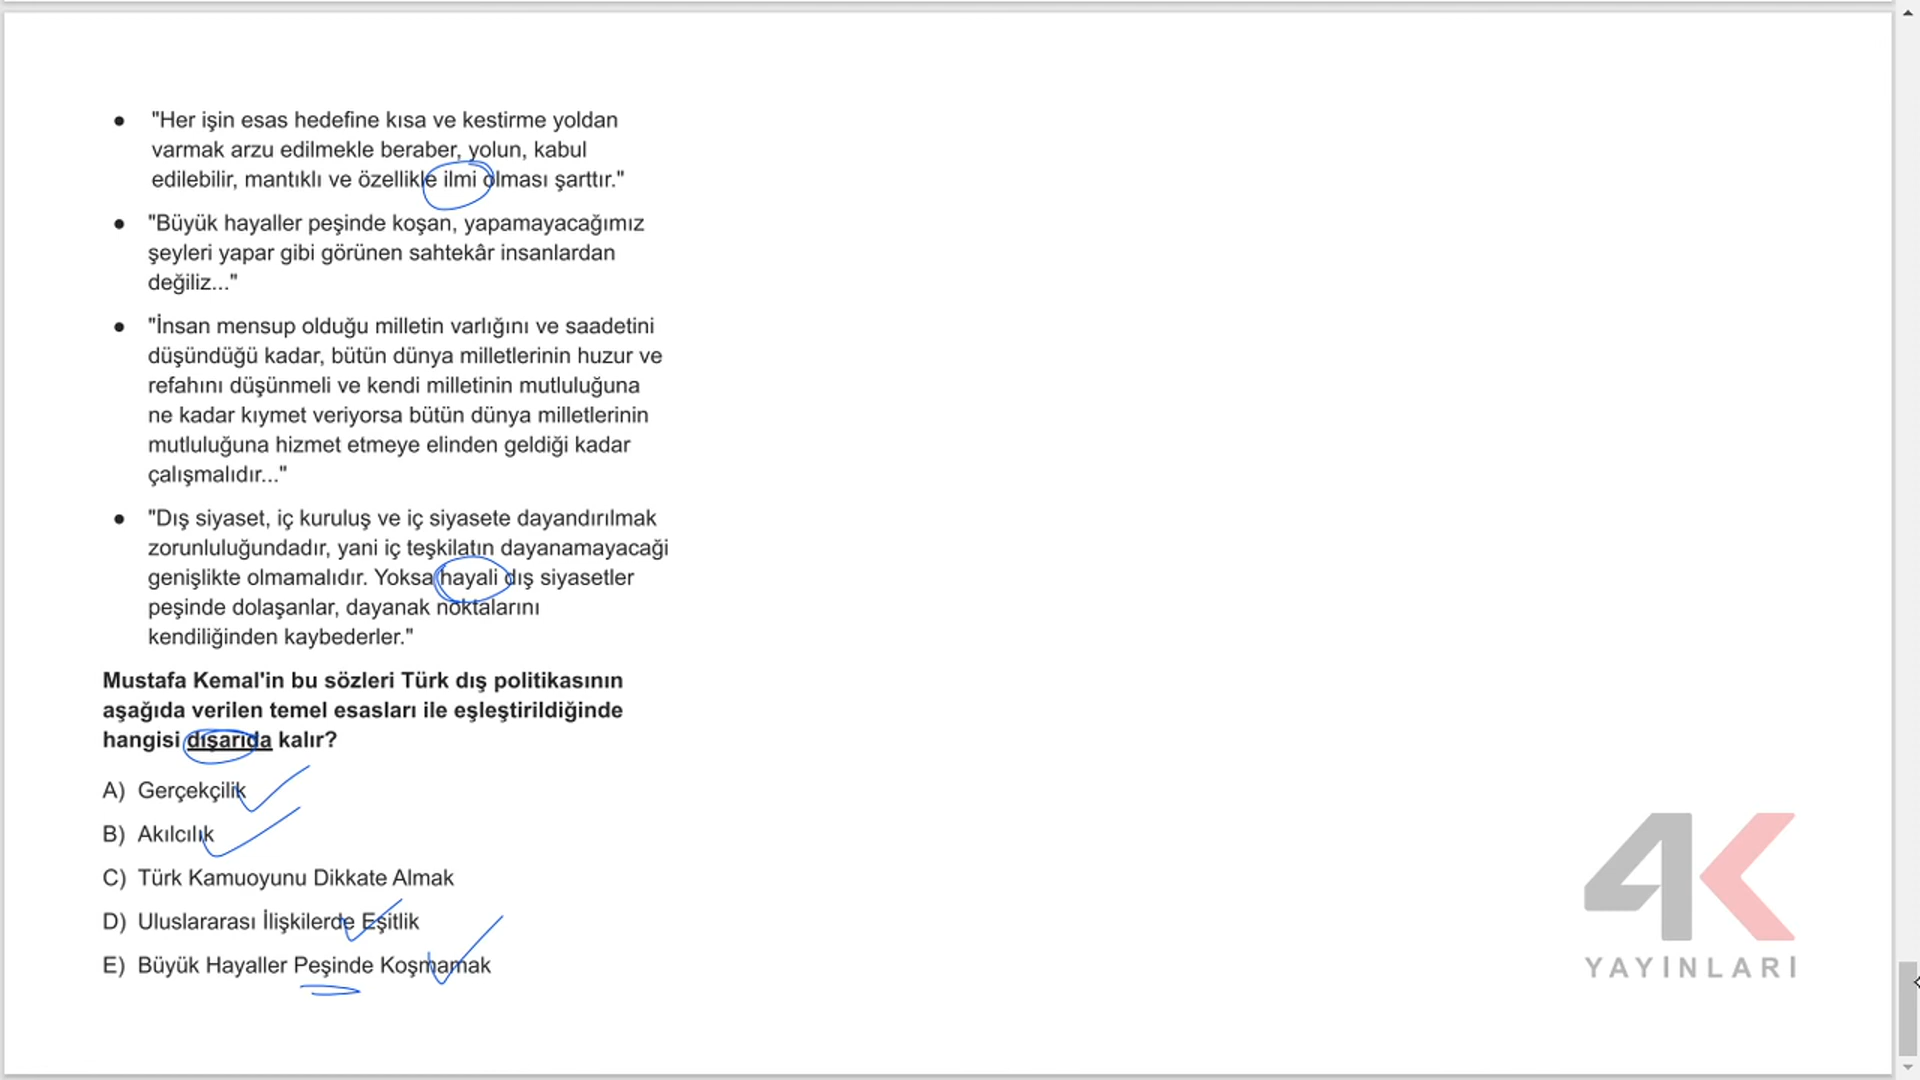 ● "Her işin esas hedefine kısa ve kestirme yoldan
varmak arzu edilmekle beraber, yolun, kabul
edilebilir, mantıklı ve özellikle ilmi olması şarttır."
● "Büyük hayaller peşinde koşan, yapamayacağımız
şeyleri yapar gibi görünen sahtekâr insanlardan
değiliz..."
● "İnsan mensup olduğu milletin varlığını ve saadetini
düşündüğü kadar, bütün dünya milletlerinin huzur ve
refahını düşünmeli ve kendi milletinin mutluluğuna
ne kadar kıymet veriyorsa bütün dünya milletlerinin
mutluluğuna hizmet etmeye elinden geldiği kadar
çalışmalıdır..."
● "Dış siyaset, iç kuruluş ve iç siyasete dayandırılmak
zorunluluğundadır, yani iç teşkilatın dayanamayacaği
genişlikte olmamalıdır. Yoksa hayali dış siyasetler
peşinde dolaşanlar, dayanak noktalarını
kendiliğinden kaybederler."
Mustafa Kemal'in bu sözleri Türk dış politikasının
aşağıda verilen temel esasları ile eşleştirildiğinde
hangisi dışarıda kalır?
A) Gerçekçilik
B) Akılcılık
C) Türk Kamuoyunu Dikkate Almak
D) Uluslararası İlişkilerde Eşitlik
E) Büyük Hayaller Peşinde Koşmamak
4K
YAYINLARI